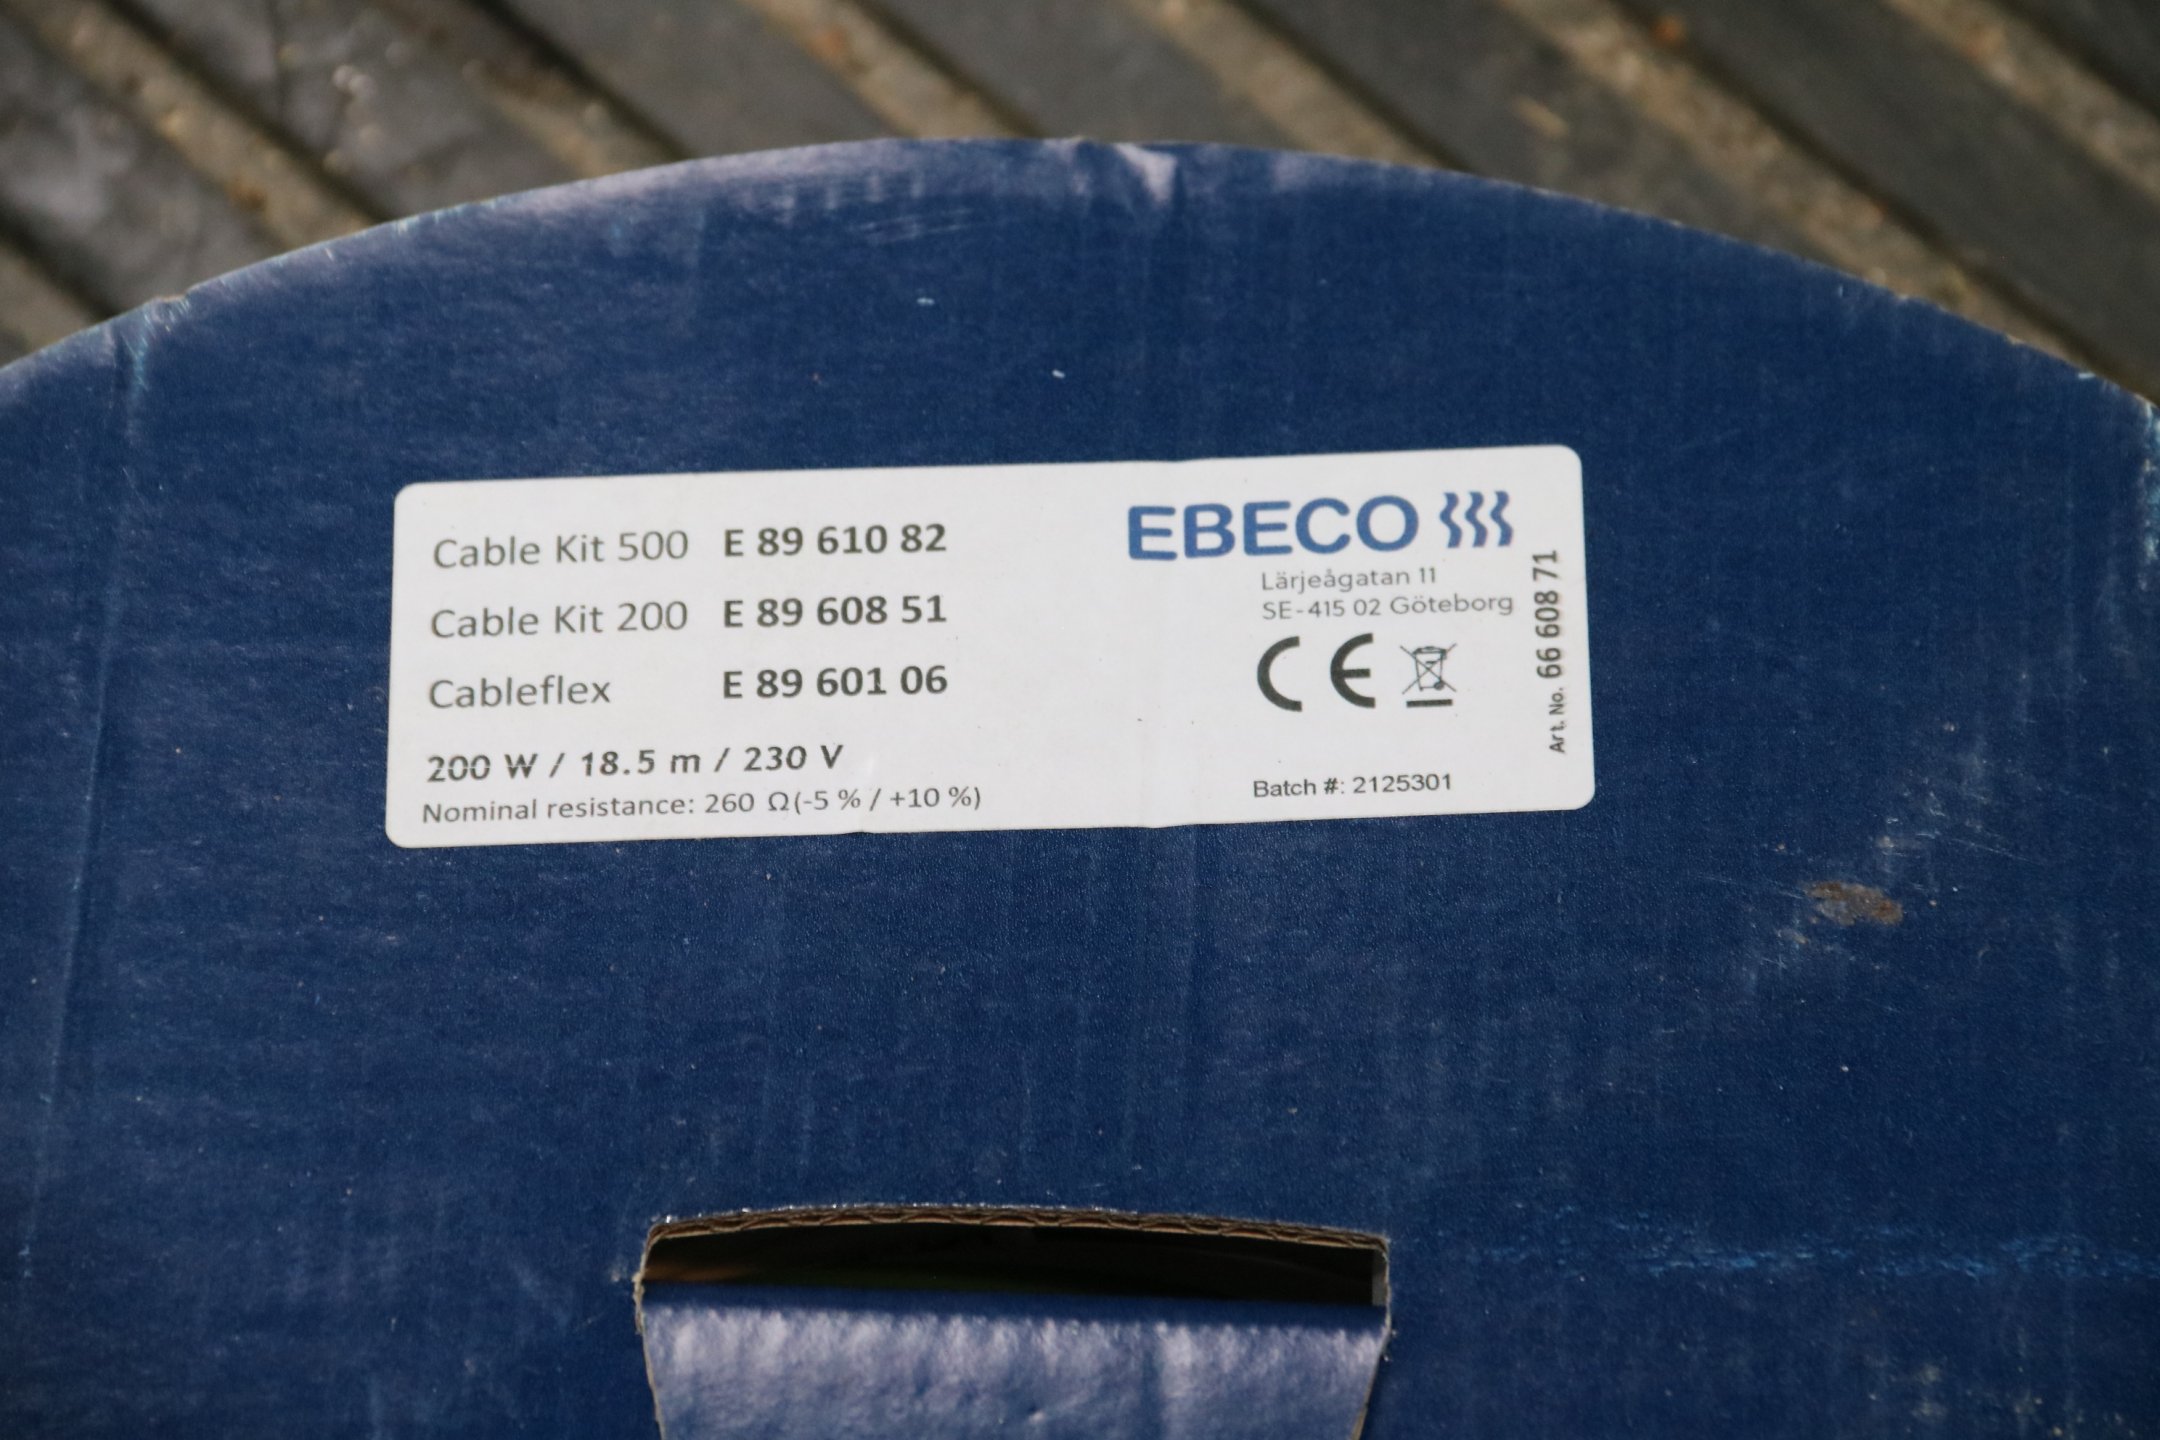 Cable Kit 500 E 89 610 82
Cable Kit 200 E 89 608 51
Cableflex E 89 601 06
200 W / 18.5 m / 230 V
Nominal resistance: 260 Ω(-5 % / +10 %)
EBECO
Lärjeågatan 11
SE-415 02 Göteborg
CE
Batch #: 2125301
Art. No. 66 608 71